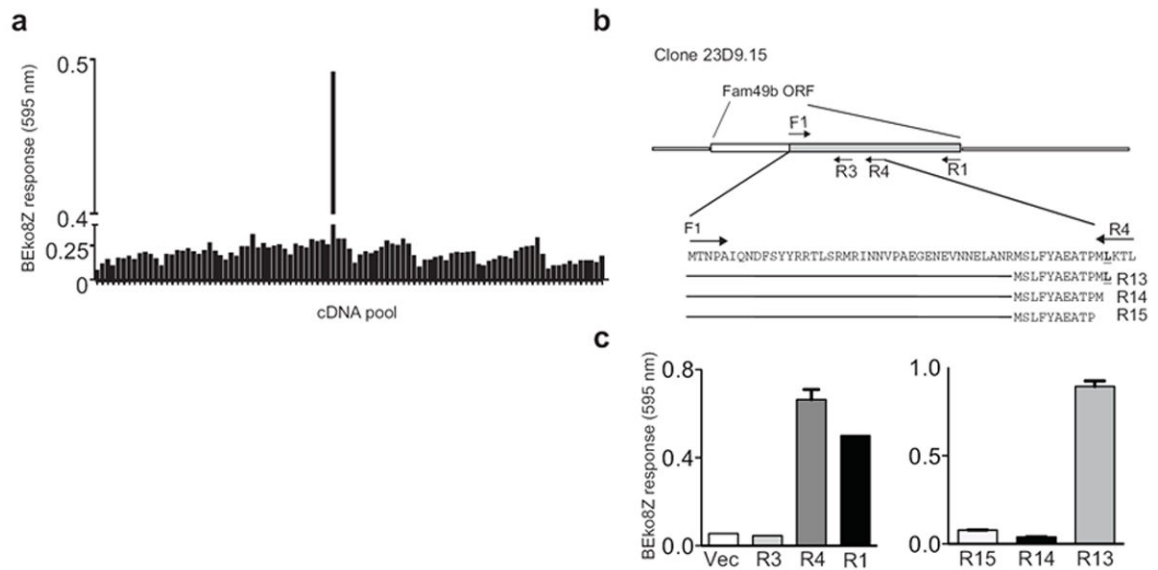 a
0.5
0.4
0.25
0
BEko8Z response (595 nm)
cDNA pool
b
Clone 23D9.15
Fam49b ORF
F1
R3
R4
R1
F1
R4
MTNPAIQNDFSYYRRTLSRMRINNVPAEGENEVNNELANRMSLFYAEATPMLKTL
MSLFYAEATPML R13
MSLFYAEATPM R14
MSLFYAEATP R15
c
BEko8Z response (595 nm)
0.8
0.4
0.0
Vec R3 R4 R1
1.0
0.5
0.0
R15 R14 R13